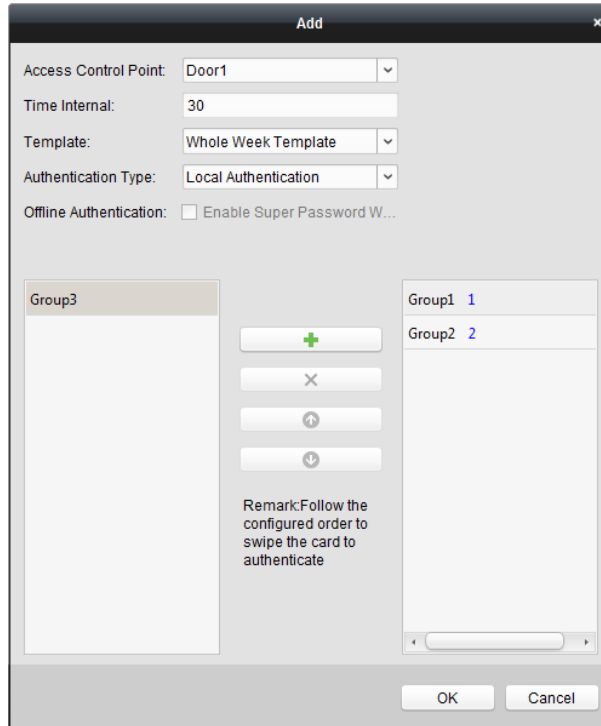 Add
Access Control Point: Door1
Time Internal: 30
Template: Whole Week Template
Authentication Type: Local Authentication
Offline Authentication: Enable Super Password W...
Group3
Group1 1
Group2 2
Remark:Follow the
configured order to
swipe the card to
authenticate
OK Cancel